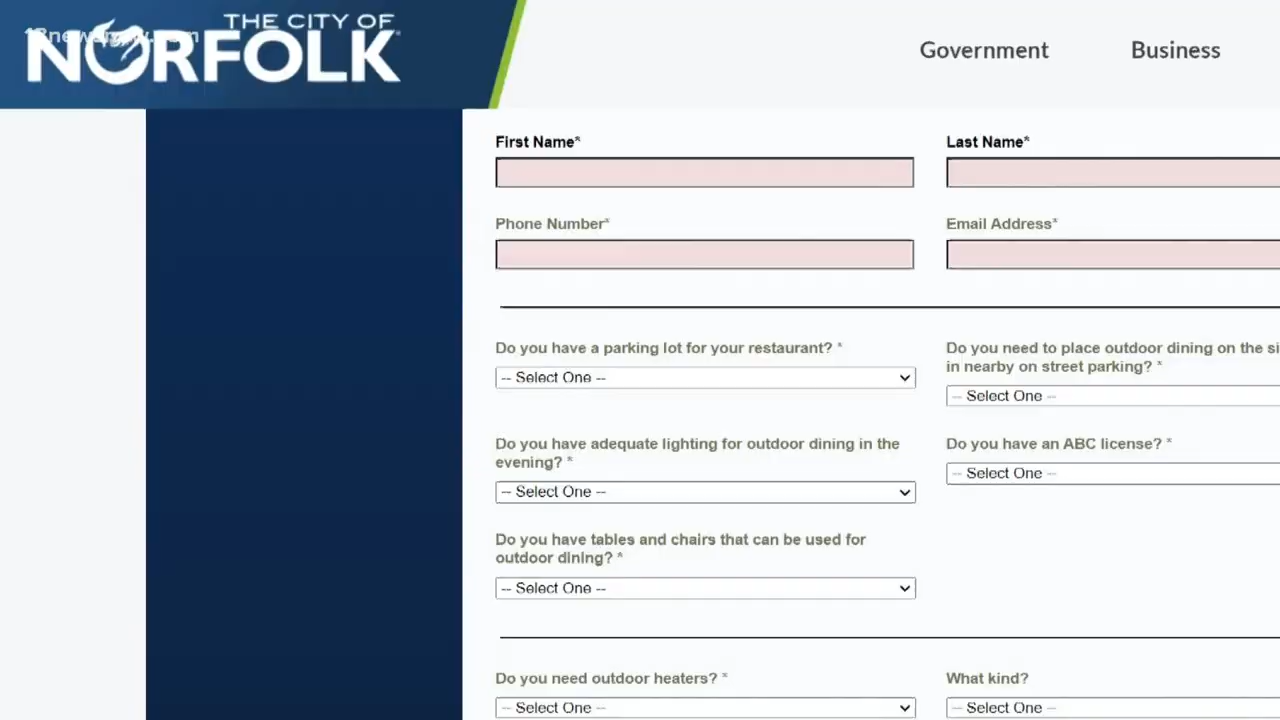 THE CITY OF
NORFOLK
Government
Business
First Name*
Last Name*
Phone Number*
Email Address*
Do you have a parking lot for your restaurant? *
-- Select One --
Do you need to place outdoor dining on the
in nearby on street parking? *
-- Select One --
Do you have adequate lighting for outdoor dining in the
evening? *
-- Select One --
Do you have an ABC license? *
-- Select One --
Do you have tables and chairs that can be used for
outdoor dining? *
-- Select One --
Do you need outdoor heaters? *
-- Select One --
What kind?
-- Select One --